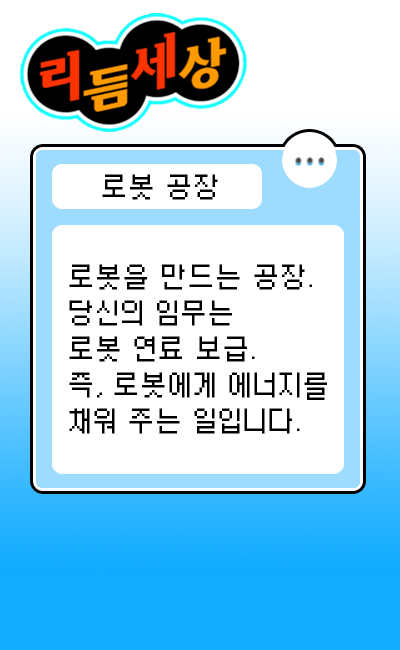 리듬세상
로봇 공장
로봇을 만드는 공장.
당신의 임무는
로봇 연료 보급.
즉, 로봇에게 에너지를
채워 주는 일입니다.